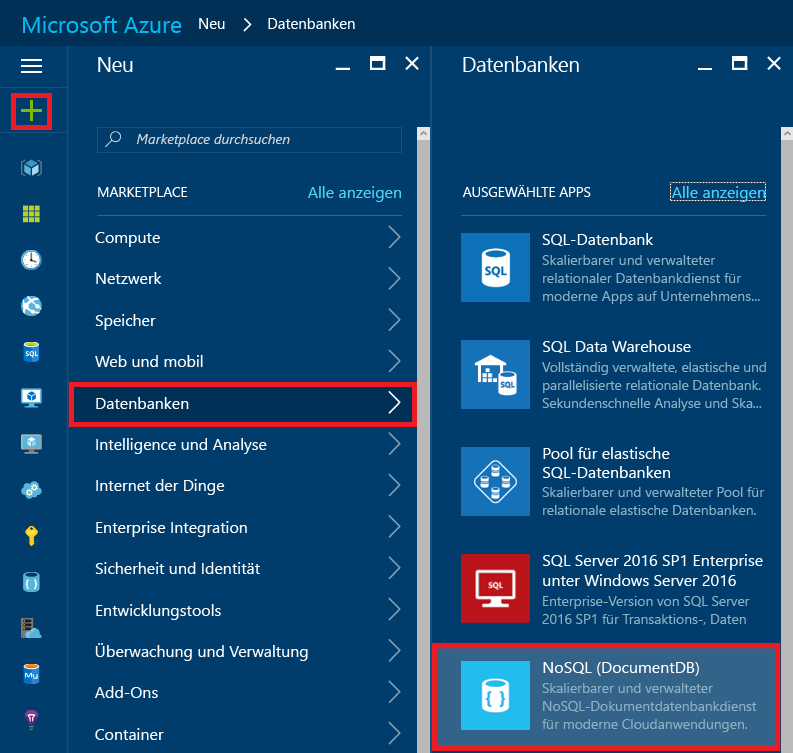 Microsoft Azure Neu > Datenbanken
Neu
Marketplace durchsuchen
MARKETPLACE Alle anzeigen
Compute
Netzwerk
Speicher
Web und mobil
Datenbanken
Intelligence und Analyse
Internet der Dinge
Enterprise Integration
Sicherheit und Identität
Entwicklungstools
Überwachung und Verwaltung
Add-Ons
Container
Datenbanken
AUSGEWÄHLTE APPS Alle anzeigen
SQL
SQL-Datenbank
Skalierbarer und verwalteter
relationaler Datenbankdienst für
moderne Apps auf Unternehmens...
SQL
SQL Data Warehouse
Vollständig verwaltete, elastische und
parallelisierte relationale Datenbank.
Sekundenschnelle Analyse und Ska...
Pool für elastische
SQL-Datenbanken
Skalierbarer und verwalteter Pool für
relationale elastische Datenbanken.
SQL
SQL Server 2016 SP1 Enterprise
unter Windows Server 2016
Enterprise-Version von SQL Server
2016 SP1 für Transaktions-, Daten
{ }
NoSQL (DocumentDB)
Skalierbarer und verwalteter
NoSQL-Dokumentdatenbankdienst
für moderne Cloudanwendungen.
SQL
{ }
My